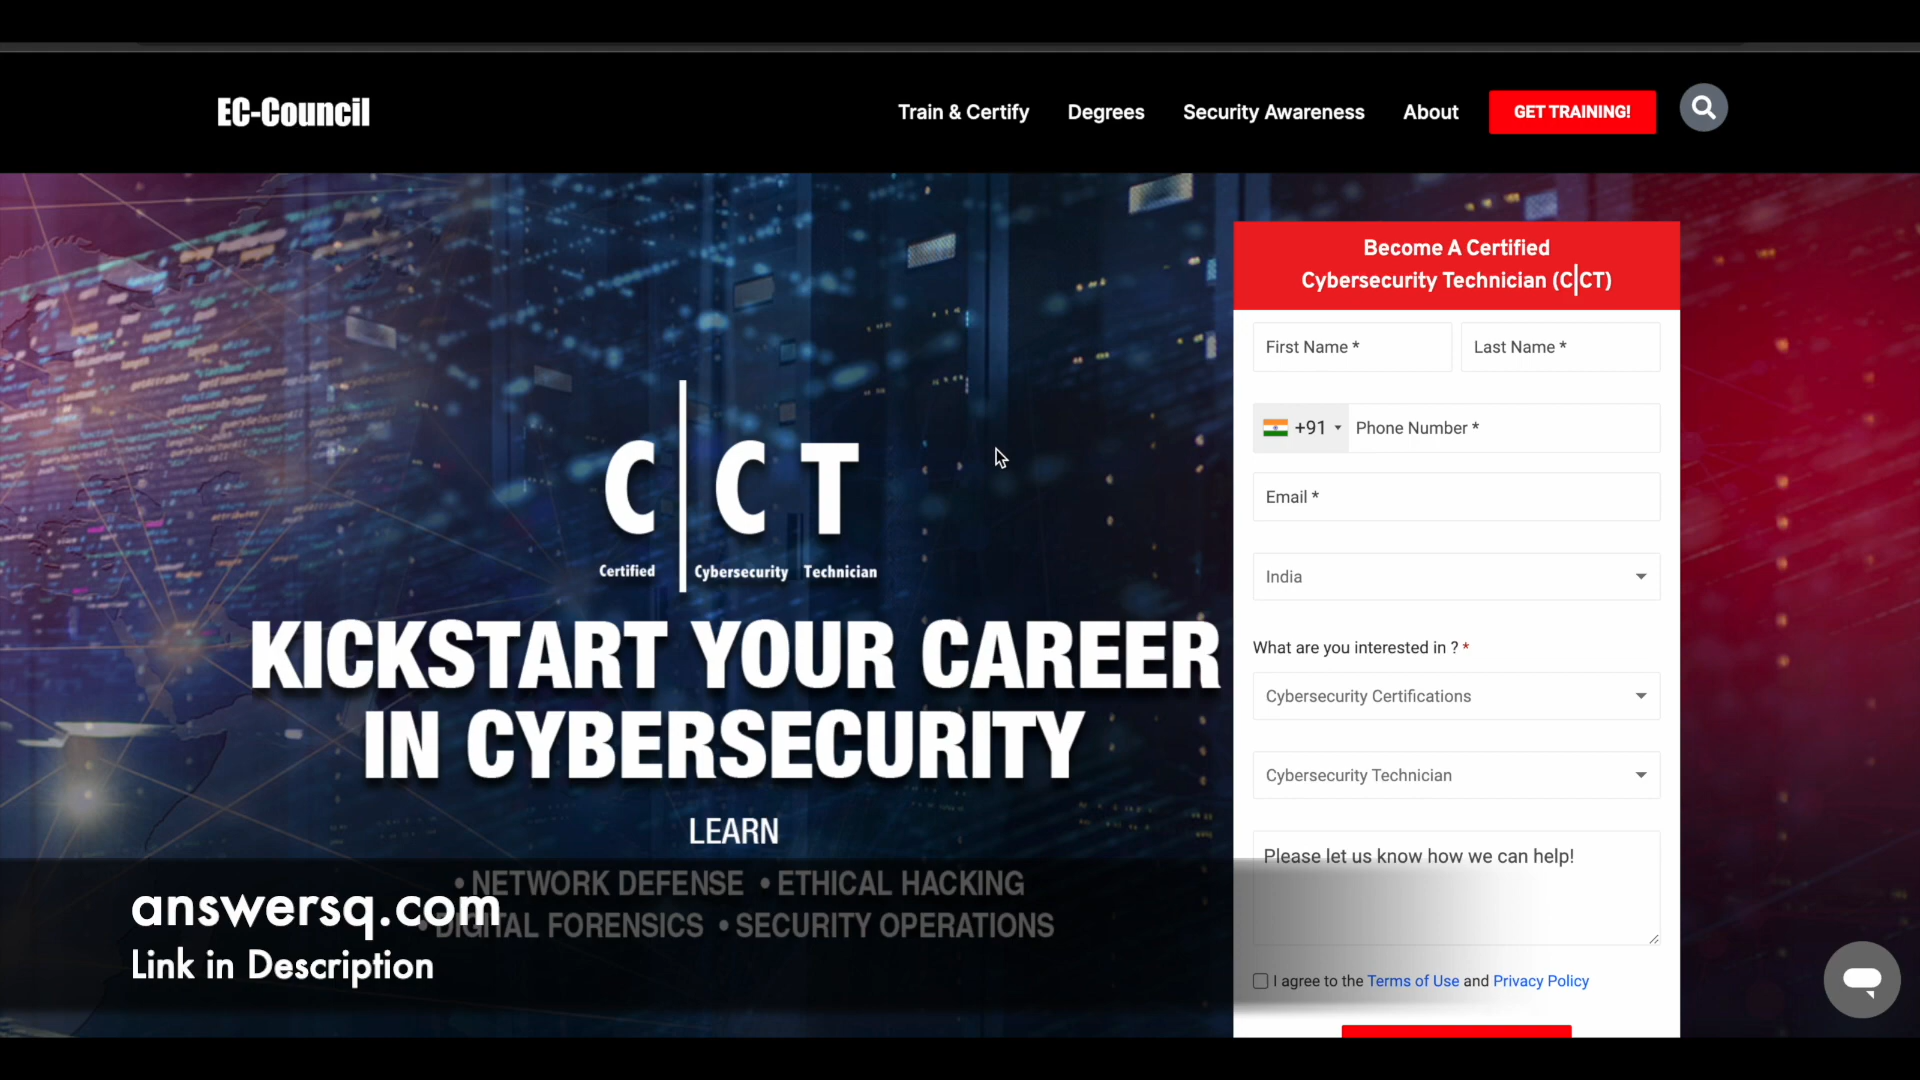 EC-Council
Train & Certify
Degrees
Security Awareness
About
GET TRAINING!
C|CT
Certified Cybersecurity Technician
KICKSTART YOUR CAREER
IN CYBERSECURITY
LEARN
• NETWORK DEFENSE • ETHICAL HACKING
• DIGITAL FORENSICS • SECURITY OPERATIONS
answersq.com
Link in Description
Become A Certified
Cybersecurity Technician (C|CT)
First Name *
Last Name *
+91
Phone Number *
Email *
India
What are you interested in ? *
Cybersecurity Certifications
Cybersecurity Technician
Please let us know how we can help!
I agree to the Terms of Use and Privacy Policy